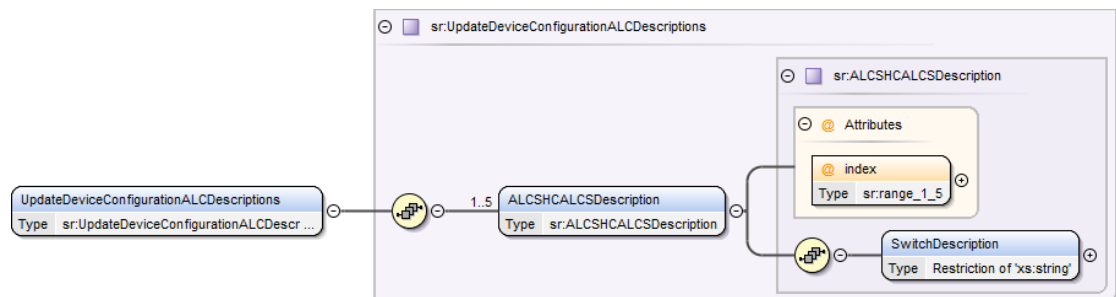 sr:UpdateDeviceConfigurationALCDescriptions
sr:ALCSHCALCSDescription
@ Attributes
@ index
Type sr:range_1_5
UpdateDeviceConfigurationALCDescriptions
Type sr:UpdateDeviceConfigurationALCDescr ...
1..5
ALCSHCALCSDescription
Type sr:ALCSHCALCSDescription
SwitchDescription
Type Restriction of 'xs:string'